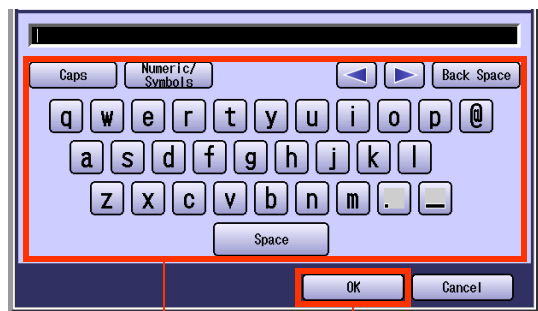 Caps Numeric/ Symbols Back Space
q w e r t y u i o p @
a s d f g h j k l
z x c v b n m . _
Space
OK Cancel